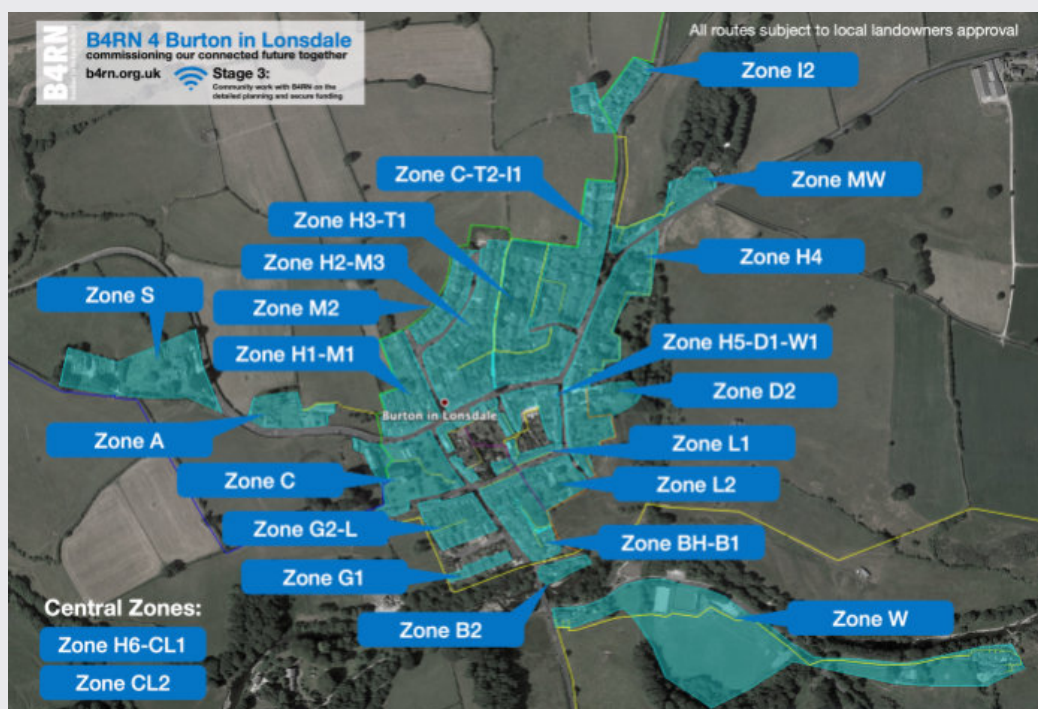 B4RN
B4RN 4 Burton in Lonsdale
commissioning our connected future together
b4rn.org.uk
Stage 3:
Community work with B4RN on the
detailed planning and secure funding
All routes subject to local landowners approval
Zone I2
Zone C-T2-I1
Zone MW
Zone H3-T1
Zone H2-M3
Zone H4
Zone S
Zone M2
Zone H1-M1
Zone H5-D1-W1
Burton in Lonsdale
Zone D2
Zone A
Zone L1
Zone C
Zone L2
Zone G2-L
Zone BH-B1
Zone G1
Central Zones:
Zone H6-CL1
Zone CL2
Zone B2
Zone W